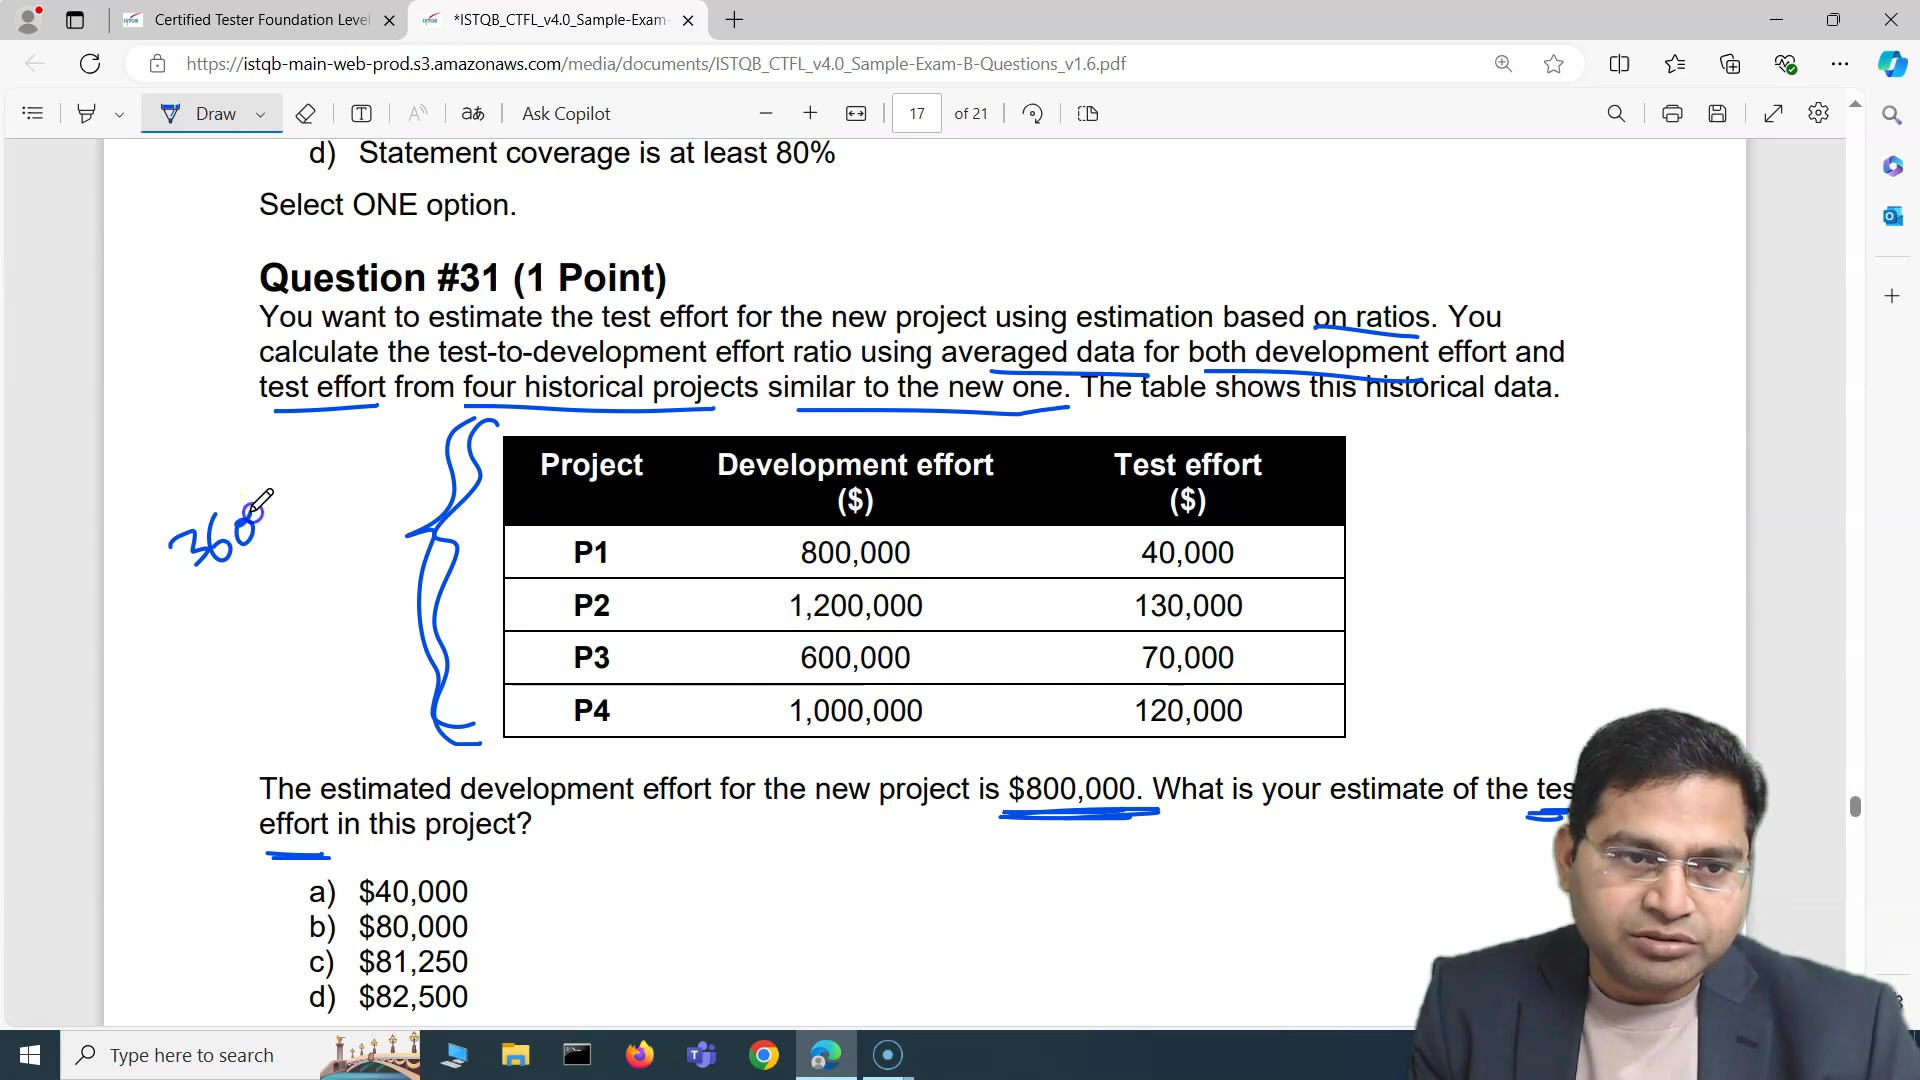 Certified Tester Foundation Level
*ISTQB_CTFL_v4.0_Sample-Exam-
https://istqb-main-web-prod.s3.amazonaws.com/media/documents/ISTQB_CTFL_v4.0_Sample-Exam-B-Questions_v1.6.pdf
Draw
aあ
Ask Copilot
17 of 21
d) Statement coverage is at least 80%
Select ONE option.
Question #31 (1 Point)
You want to estimate the test effort for the new project using estimation based on ratios. You
calculate the test-to-development effort ratio using averaged data for both development effort and
test effort from four historical projects similar to the new one. The table shows this historical data.
360
Project Development effort ($) Test effort ($)
P1 800,000 40,000
P2 1,200,000 130,000
P3 600,000 70,000
P4 1,000,000 120,000
The estimated development effort for the new project is $800,000. What is your estimate of the tes
effort in this project?
a) $40,000
b) $80,000
c) $81,250
d) $82,500
Type here to search